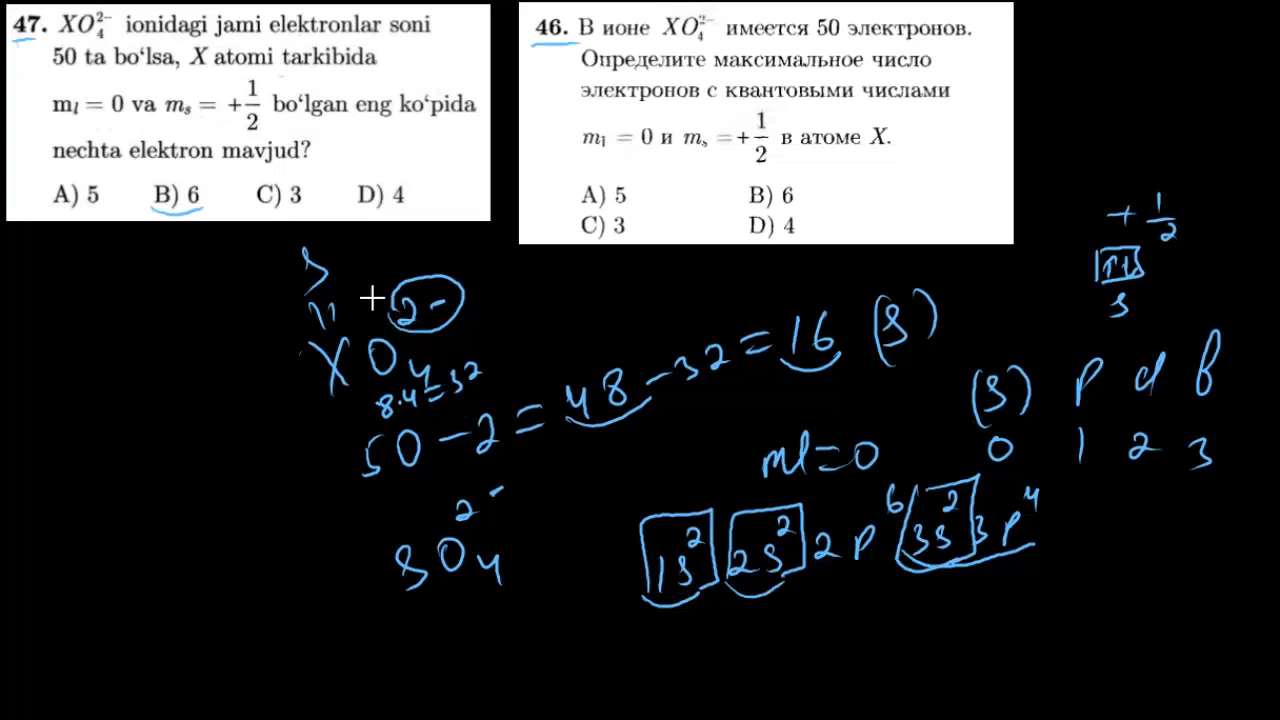 47. XO₄²⁻ ionidagi jami elektronlar soni
50 ta bo‘lsa, X atomi tarkibida
mₗ = 0 va mₛ = +1/2 bo‘lgan eng ko‘pida
nechta elektron mavjud?
A) 5 B) 6 C) 3 D) 4
46. В ионе XO₄²⁻ имеется 50 электронов.
Определите максимальное число
электронов с квантовыми числами
m₁ = 0 и mₛ = +1/2 в атоме X.
A) 5 B) 6
C) 3 D) 4
+ 1/2
S
S
"
+ 2-
XO₄
8·4=32
50-2=48-32=16 (S)
(S) p d f
ml=0 0 1 2 3
2-
SO₄
1s² 2s² 2p⁶ 3s² 3p⁴